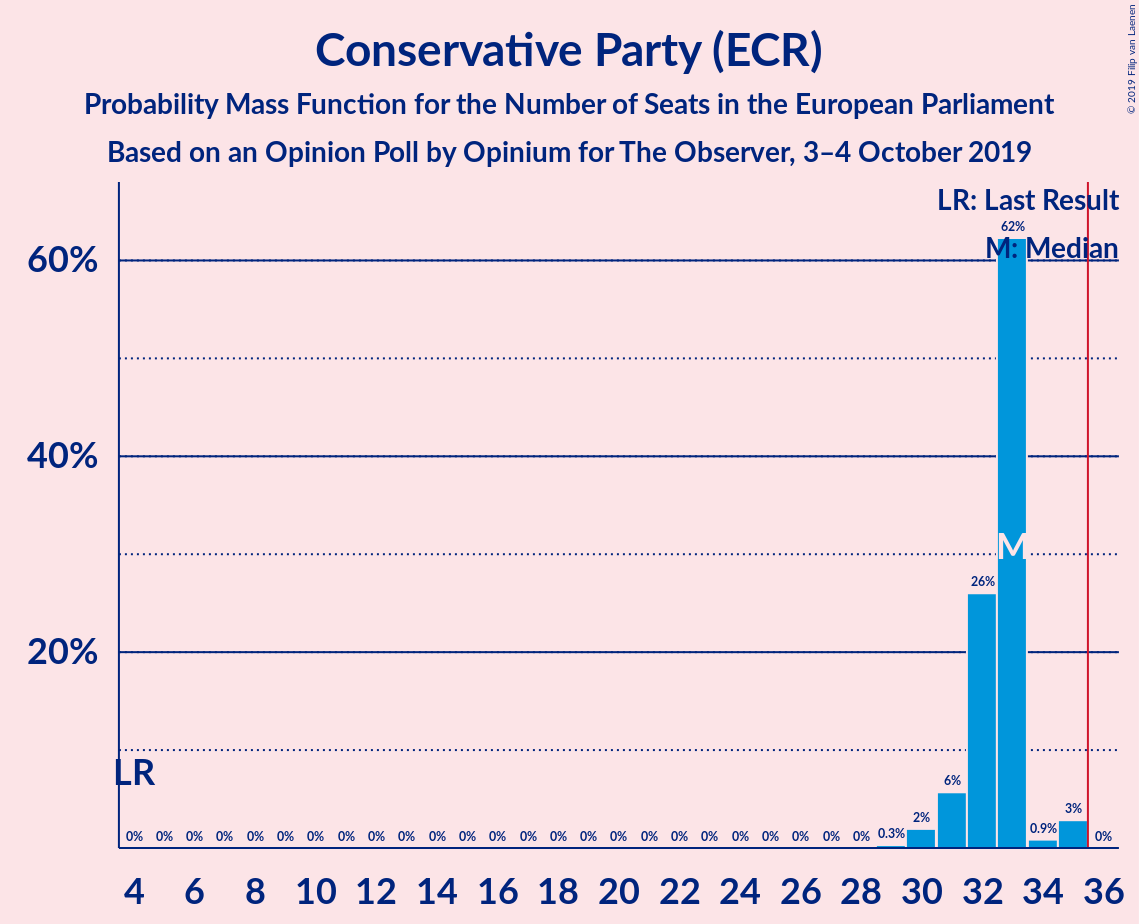 Conservative Party (ECR)
Probability Mass Function for the Number of Seats in the European Parliament
Based on an Opinion Poll by Opinium for The Observer, 3–4 October 2019
© 2019 Filip van Laenen
LR: Last Result
M: Median
60%
40%
20%
LR
M
0% 0% 0% 0% 0% 0% 0% 0% 0% 0% 0% 0% 0% 0% 0% 0% 0% 0% 0% 0% 0% 0% 0% 0% 0% 0.3% 2% 6% 26% 62% 0.9% 3% 0%
4 6 8 10 12 14 16 18 20 22 24 26 28 30 32 34 36